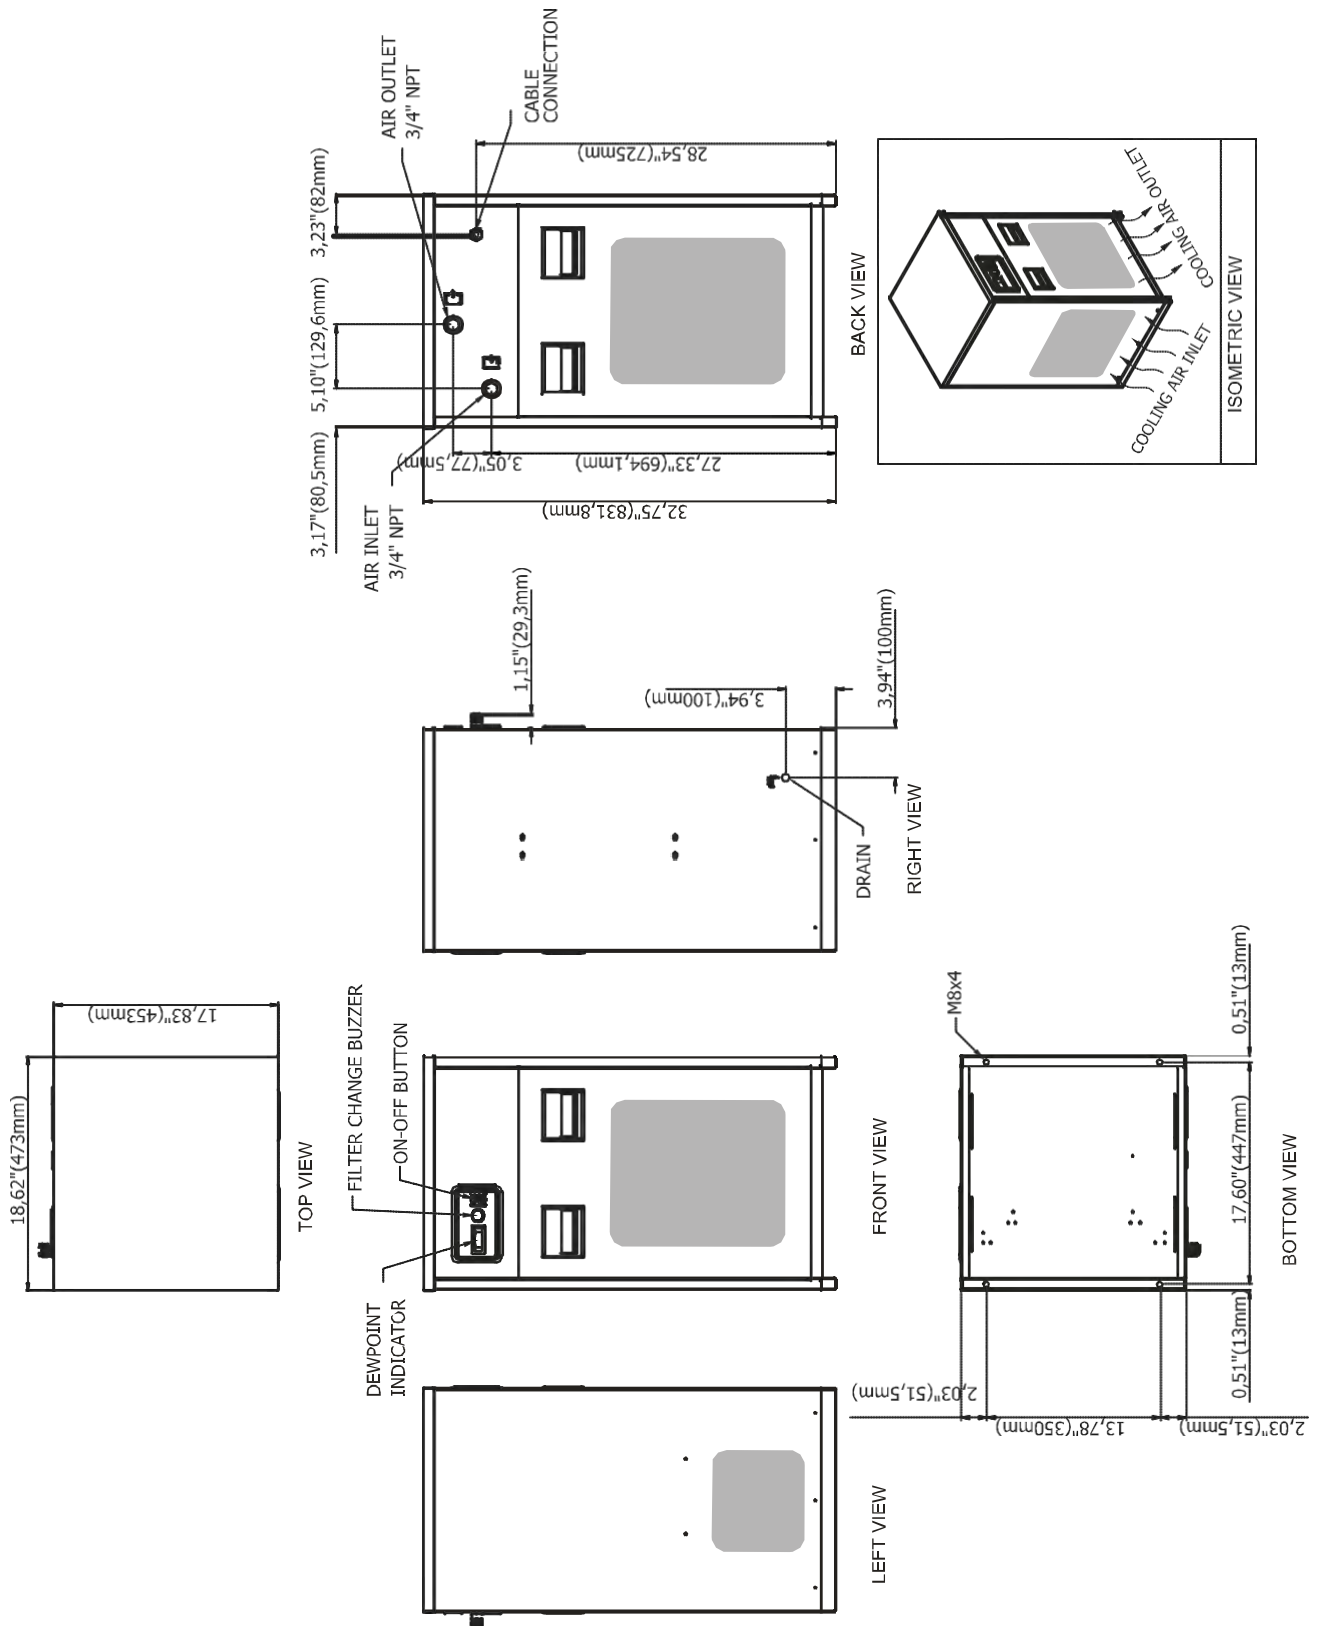 18,62"(473mm)
17,83"(453mm)
TOP VIEW
DEWPOINT
INDICATOR
FILTER CHANGE BUZZER
ON-OFF BUTTON
LEFT VIEW
FRONT VIEW
1,15"(29,3mm)
3,94"(100mm)
3,94"(100mm)
DRAIN
RIGHT VIEW
3,17"(80,5mm)
5,10"(129,6mm)
3,23"(82mm)
AIR INLET
3/4" NPT
AIR OUTLET
3/4" NPT
CABLE
CONNECTION
3,05"(77,5mm)
27,33"(694,1mm)
32,75"(831,8mm)
28,54"(725mm)
BACK VIEW
M8x4
2,03"(51,5mm)
13,78"(350mm)
2,03"(51,5mm)
0,51"(13mm)
17,60"(447mm)
0,51"(13mm)
BOTTOM VIEW
COOLING AIR INLET
COOLING AIR OUTLET
ISOMETRIC VIEW